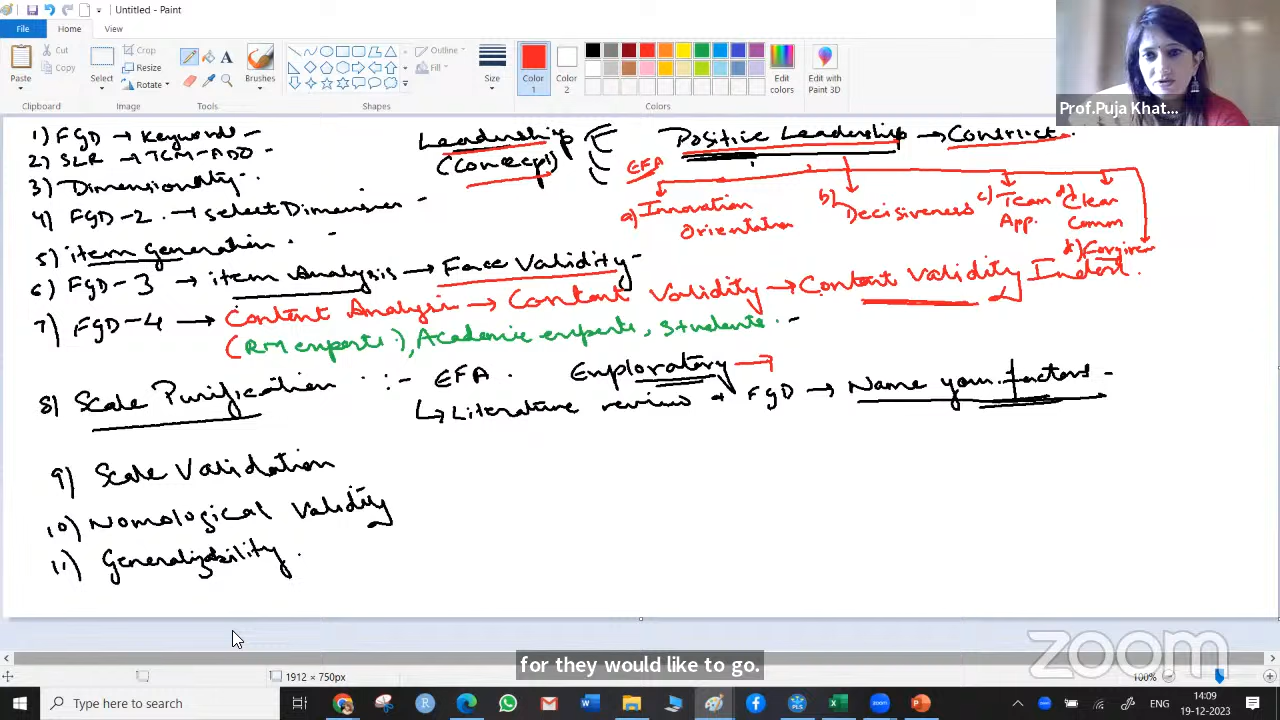 Untitled - Paint
File Home View
Paste
Cut
Copy
Clipboard
Select
Crop
Resize
Rotate
Image
Tools
Brushes
Shapes
Outline
Fill
Size
Color 1
Color 2
Colors
Edit colors
Edit with Paint 3D
Prof.Puja Khat...
1) FGD → Keywords -
2) SLR → TCM-ADO -
3) Dimensionality -
4) FGD-2 → Select Dimension -
5) item generation . -
6) FGD-3 → item Analysis → Face Validity -
7) FGD-4 → Content Analysis → Content Validity → Content Validity
(RM experts), Academic experts, Students. -
8) Scale Purification :- EFA . Exploratory →
↳ Literature review + FGD → Name your factors -
9) Scale Validation
10) Nomological Validity
11) Generalizability .
Leadership
(Concept)
EFA
Positive Leadership →
a) Innovation Orientation
b) Decisiveness
c) Team App.
d) Clear Comm
for they would like to go.
zoom
1912 × 750px
100%
Type here to search
ENG
14:09
19-12-2023